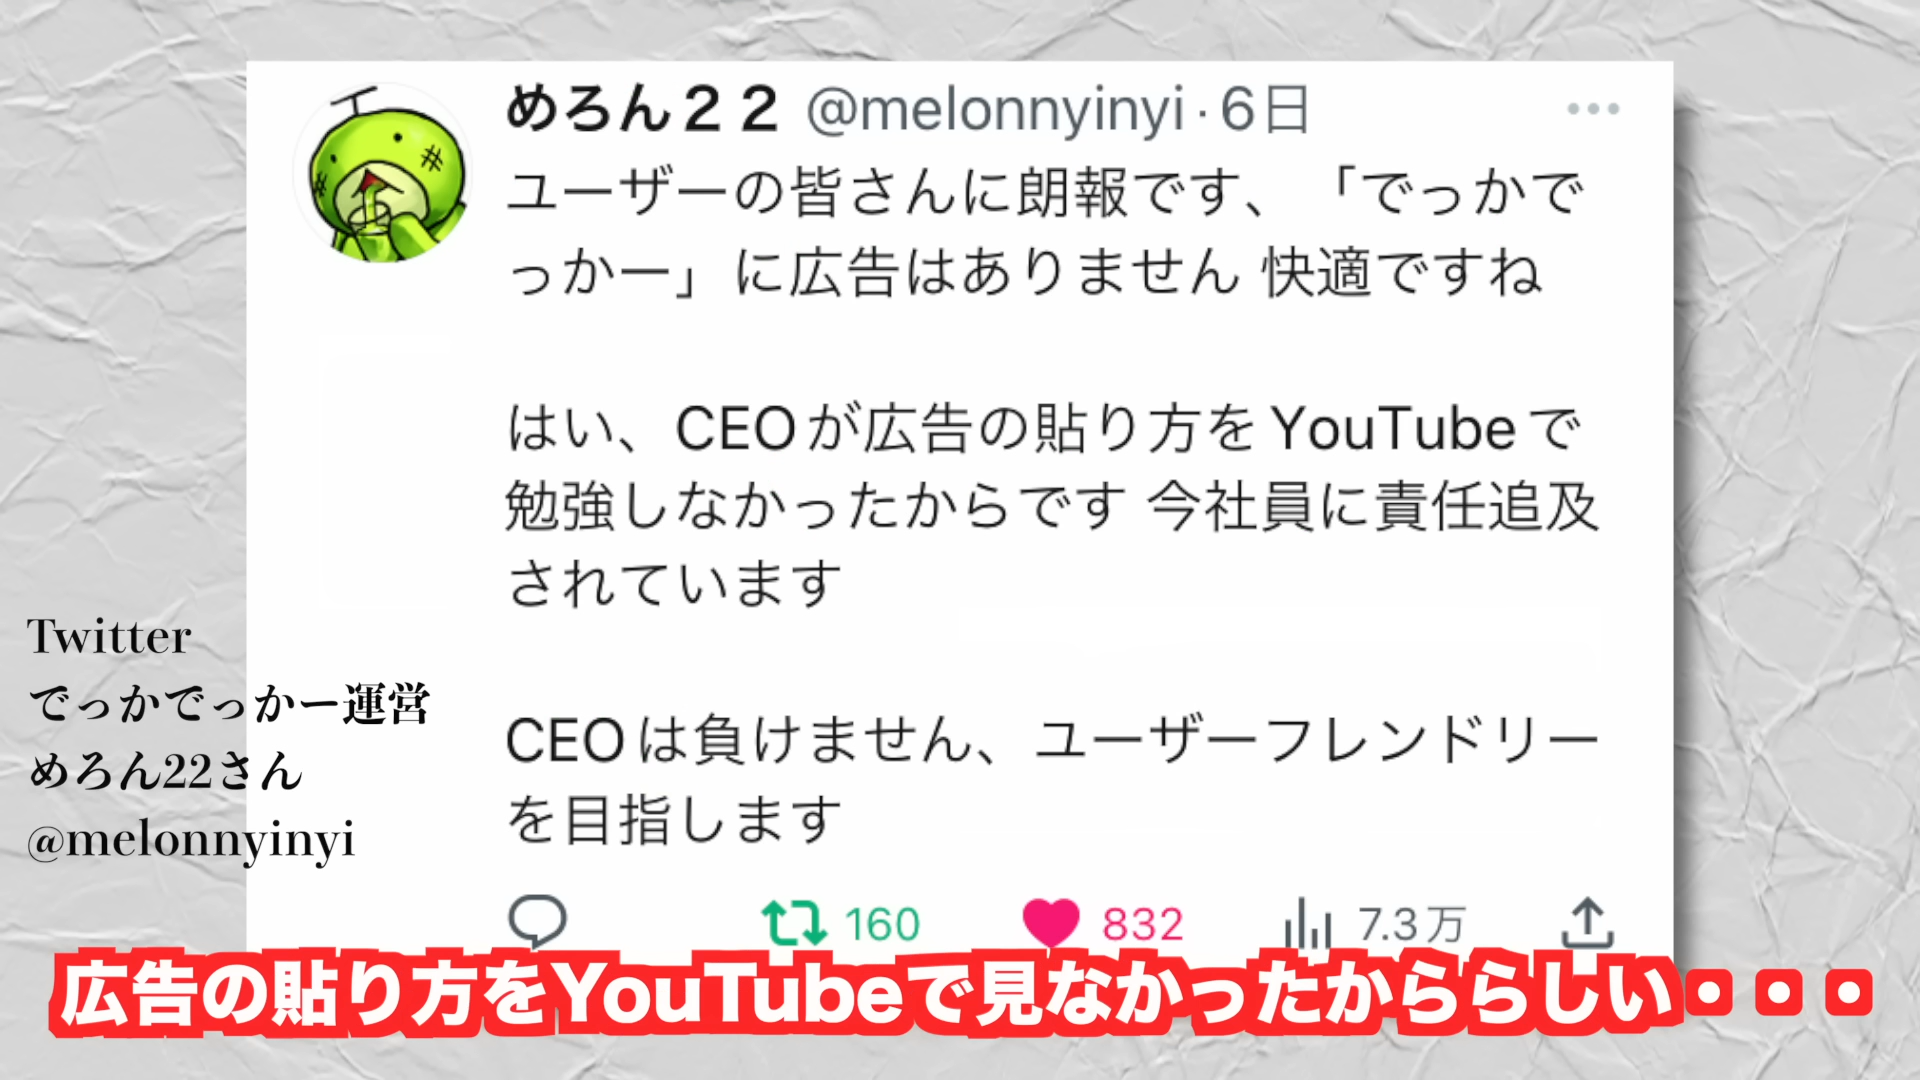 めろん２２ @melonnyinyi · 6日
ユーザーの皆さんに朗報です、「でっかで
っかー」に広告はありません 快適ですね
はい、CEOが広告の貼り方をYouTubeで
勉強しなかったからです 今社員に責任追及
されています
CEOは負けません、ユーザーフレンドリー
を目指します
160 832 7.3万
Twitter
でっかでっかー運営
めろん22さん
@melonnyinyi
広告の貼り方をYouTubeで見なかったかららしい・・・